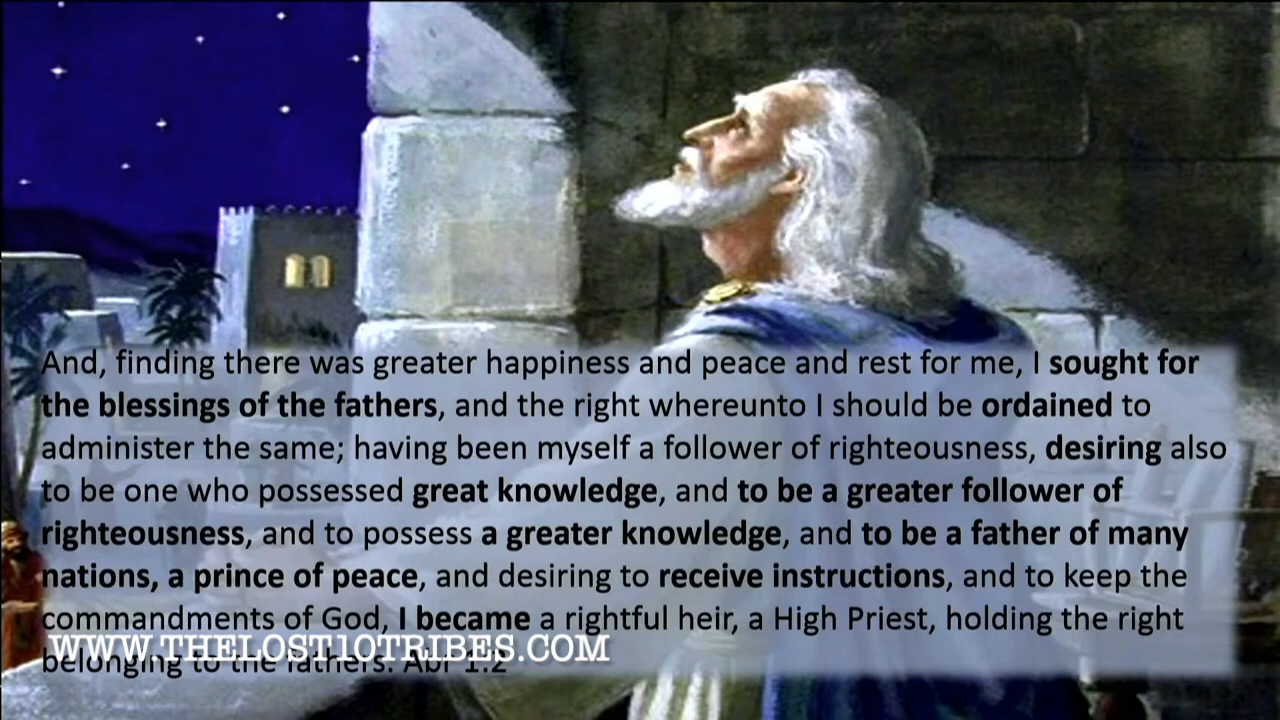 And, finding there was greater happiness and peace and rest for me, I sought for
the blessings of the fathers, and the right whereunto I should be ordained to
administer the same; having been myself a follower of righteousness, desiring also
to be one who possessed great knowledge, and to be a greater follower of
righteousness, and to possess a greater knowledge, and to be a father of many
nations, a prince of peace, and desiring to receive instructions, and to keep the
commandments of God, I became a rightful heir, a High Priest, holding the right
belonging to the fathers. Abr 1:2
WWW.THELOST10TRIBES.COM